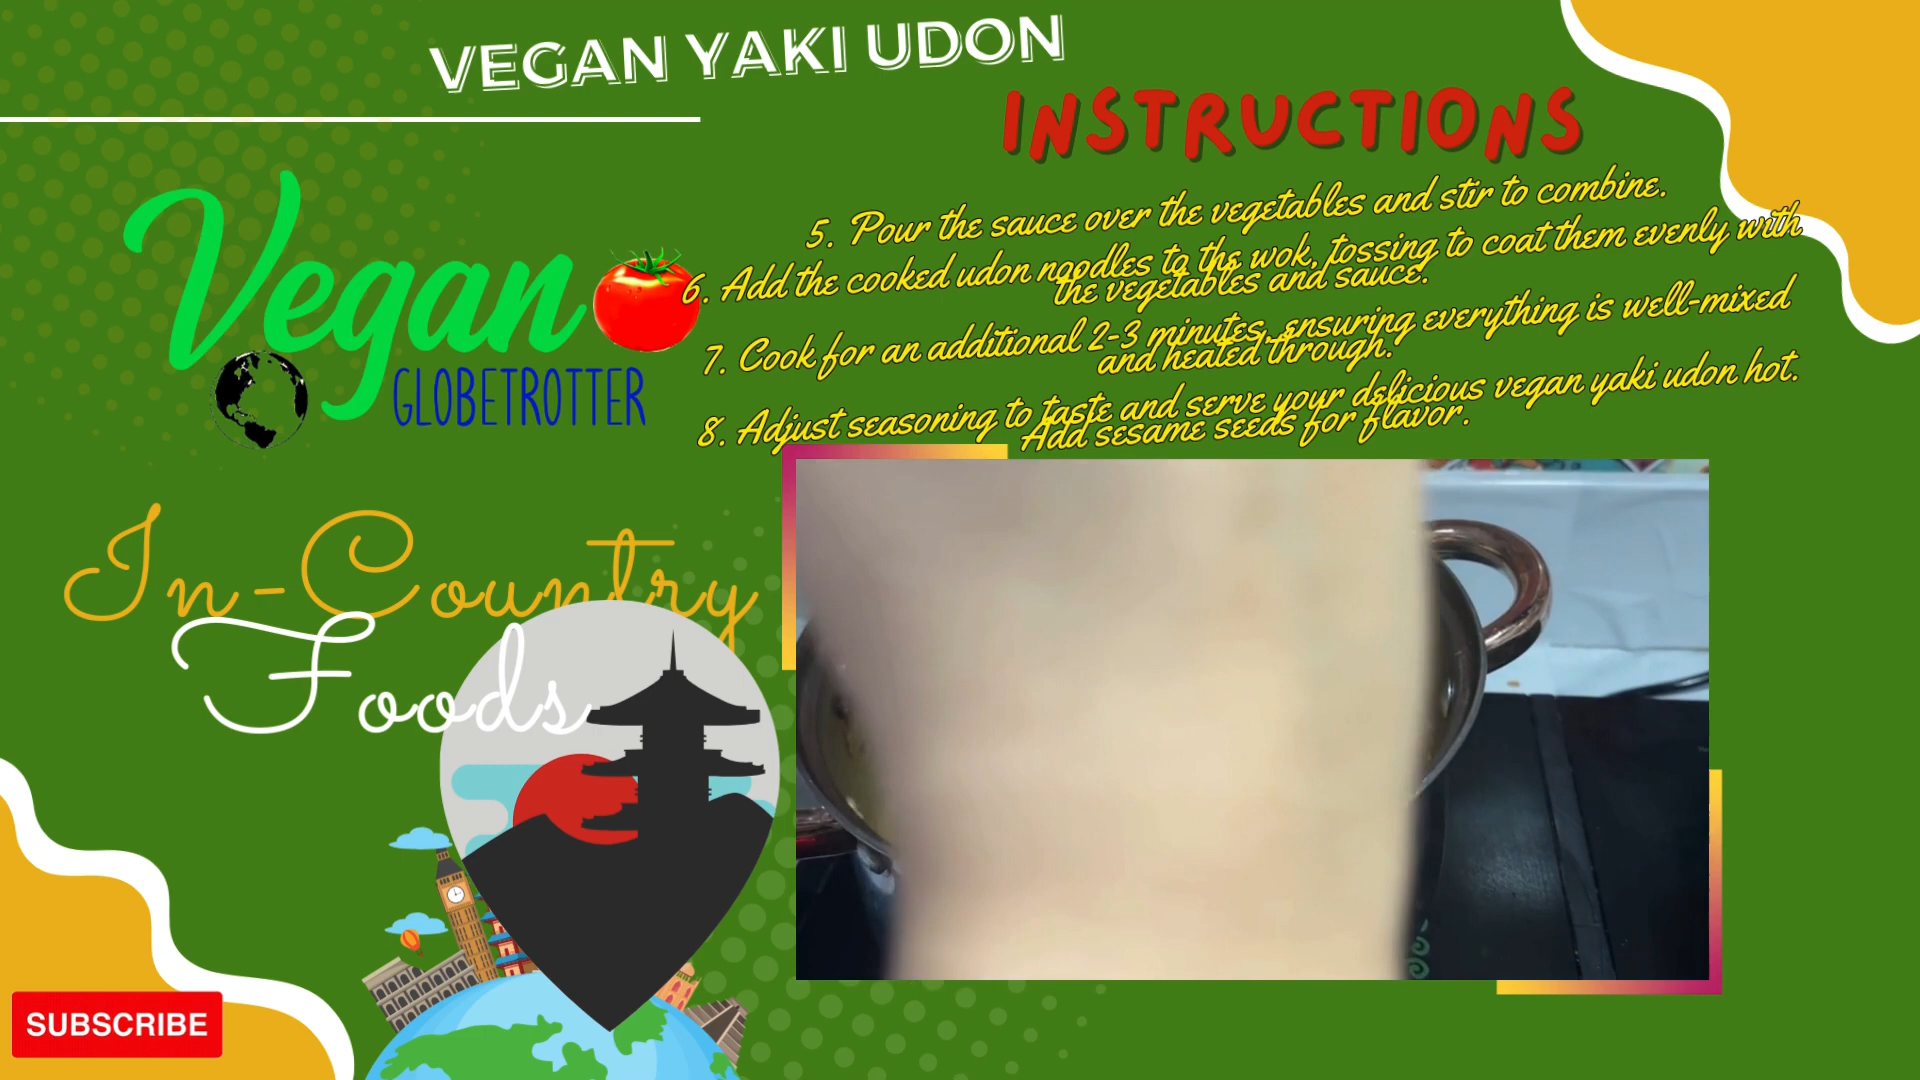 VEGAN YAKI UDON
INSTRUCTIONS
5. Pour the sauce over the vegetables and stir to combine.
6. Add the cooked udon noodles to the wok, tossing to coat them evenly with
the vegetables and sauce.
7. Cook for an additional 2-3 minutes, ensuring everything is well-mixed
and heated through.
8. Adjust seasoning to taste and serve your delicious vegan yaki udon hot.
Add sesame seeds for flavor.
Vegan
GLOBETROTTER
In-Country
Foods
SUBSCRIBE